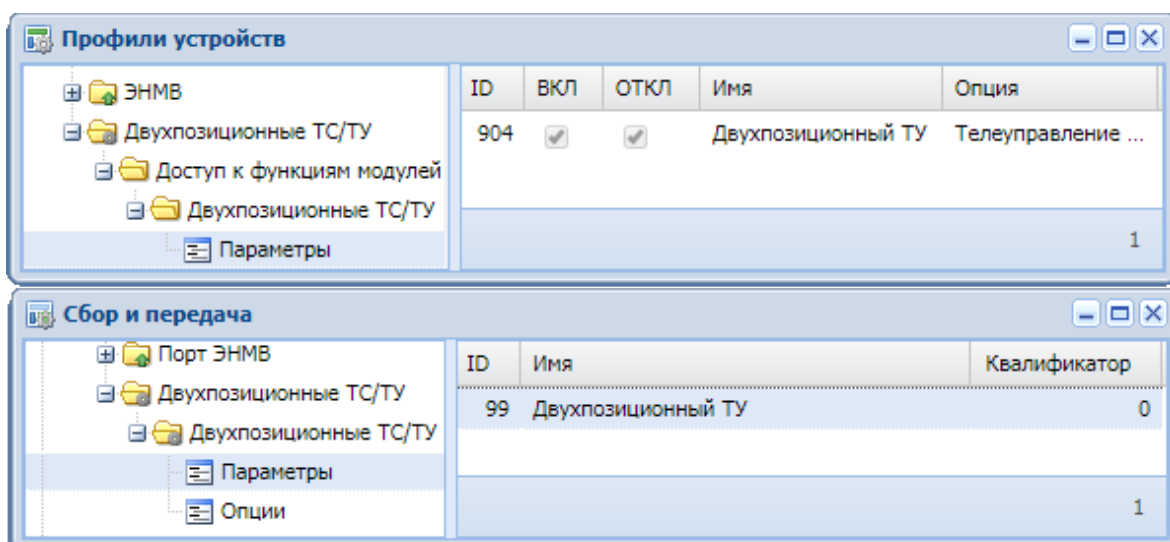 Профили устройств
ЭНМВ
Двухпозиционные ТС/ТУ
Доступ к функциям модулей
Двухпозиционные ТС/ТУ
Параметры
ID ВКЛ ОТКЛ Имя Опция
904 Двухпозиционный ТУ Телеуправление ...
1
Сбор и передача
Порт ЭНМВ
Двухпозиционные ТС/ТУ
Двухпозиционные ТС/ТУ
Параметры
Опции
ID Имя Квалификатор
99 Двухпозиционный ТУ 0
1